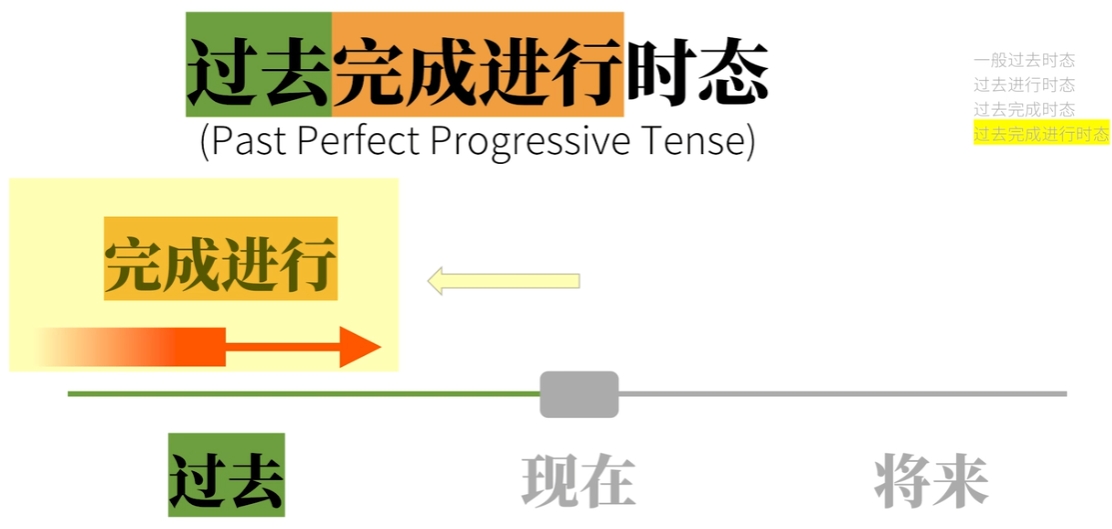 过去完成进行时态
(Past Perfect Progressive Tense)
一般过去时态
过去进行时态
过去完成时态
过去完成进行时态
完成进行
过去
现在
将来